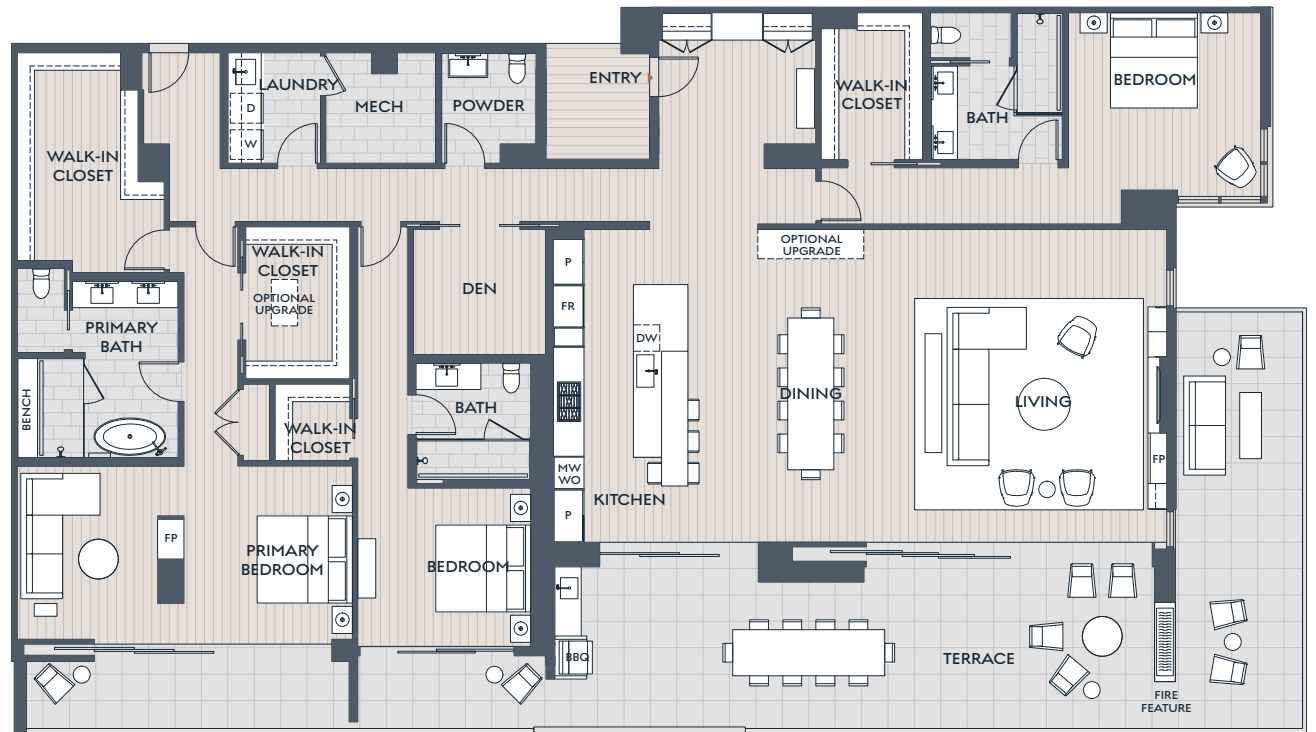 ENTRY
BEDROOM
LAUNDRY
MECH
POWDER
WALK-IN
CLOSET
D
W
BATH
WALK-IN
CLOSET
OPTIONAL
UPGRADE
WALK-IN
CLOSET
OPTIONAL
UPGRADE
DEN
P
FR
DW
PRIMARY
BATH
BENCH
WALK-IN
CLOSET
BATH
DINING
LIVING
FP
MW
WO
P
KITCHEN
FP
PRIMARY
BEDROOM
BEDROOM
BBQ
TERRACE
FIRE
FEATURE